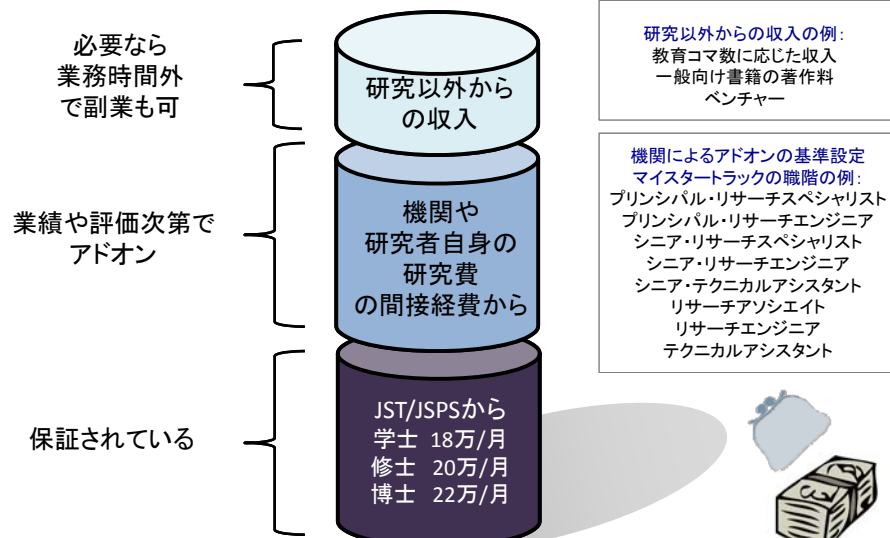 必要なら
業務時間外
で副業も可
研究以外から
の収入
研究以外からの収入の例：
教育コマ数に応じた収入
一般向け書籍の著作料
ベンチャー
業績や評価次第で
アドオン
機関や
研究者自身の
研究費
の間接経費から
機関によるアドオンの基準設定
マイスタートラックの職階の例：
プリンシパル・リサーチスペシャリスト
プリンシパル・リサーチエンジニア
シニア・リサーチスペシャリスト
シニア・リサーチエンジニア
シニア・テクニカルアシスタント
リサーチアソシエイト
リサーチエンジニア
テクニカルアシスタント
保証されている
JST/JSPSから
学士 18万/月
修士 20万/月
博士 22万/月